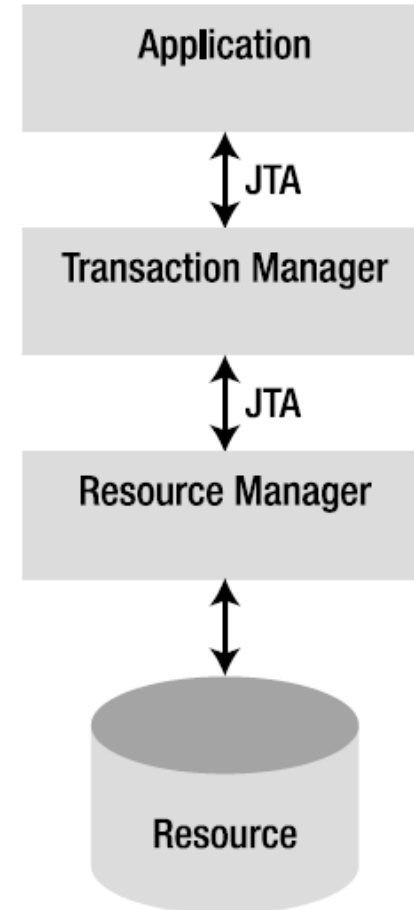 Application
JTA
Transaction Manager
JTA
Resource Manager
Resource